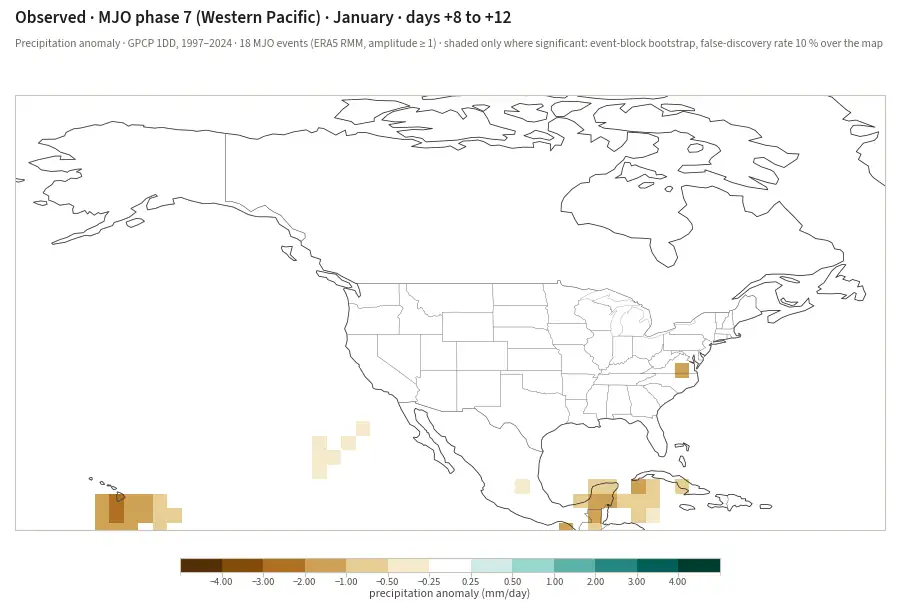 Observed · MJO phase 7 (Western Pacific) · January · days +8 to +12
Precipitation anomaly · GPCP 1DD, 1997–2024 · 18 MJO events (ERA5 RMM, amplitude ≥ 1) · shaded only where significant: event-block bootstrap, false-discovery rate 10 % over the map
−4.00 −3.00 −2.00 −1.00 −0.50 −0.25 0.25 0.50 1.00 2.00 3.00 4.00
precipitation anomaly (mm/day)